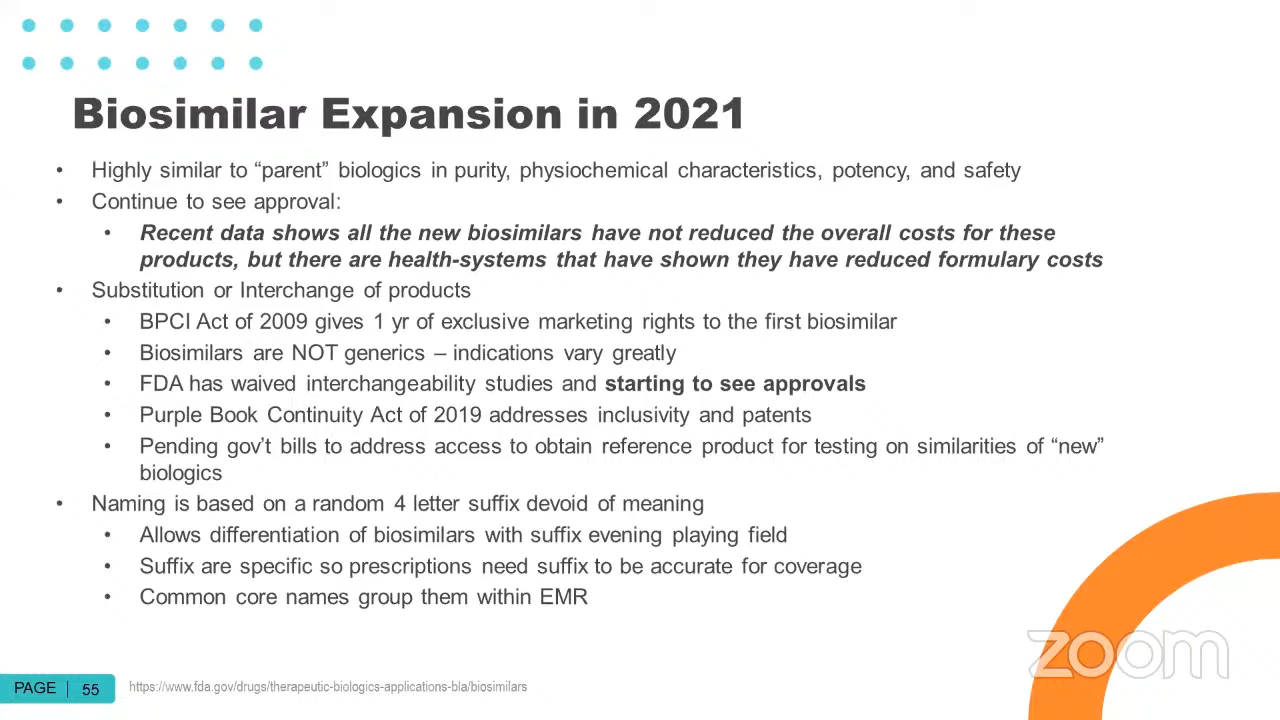 Biosimilar Expansion in 2021
• Highly similar to “parent” biologics in purity, physiochemical characteristics, potency, and safety
• Continue to see approval:
• Recent data shows all the new biosimilars have not reduced the overall costs for these
products, but there are health-systems that have shown they have reduced formulary costs
• Substitution or Interchange of products
• BPCI Act of 2009 gives 1 yr of exclusive marketing rights to the first biosimilar
• Biosimilars are NOT generics – indications vary greatly
• FDA has waived interchangeability studies and starting to see approvals
• Purple Book Continuity Act of 2019 addresses inclusivity and patents
• Pending gov’t bills to address access to obtain reference product for testing on similarities of “new”
biologics
• Naming is based on a random 4 letter suffix devoid of meaning
• Allows differentiation of biosimilars with suffix evening playing field
• Suffix are specific so prescriptions need suffix to be accurate for coverage
• Common core names group them within EMR
zoom
PAGE | 55
https://www.fda.gov/drugs/therapeutic-biologics-applications-bla/biosimilars